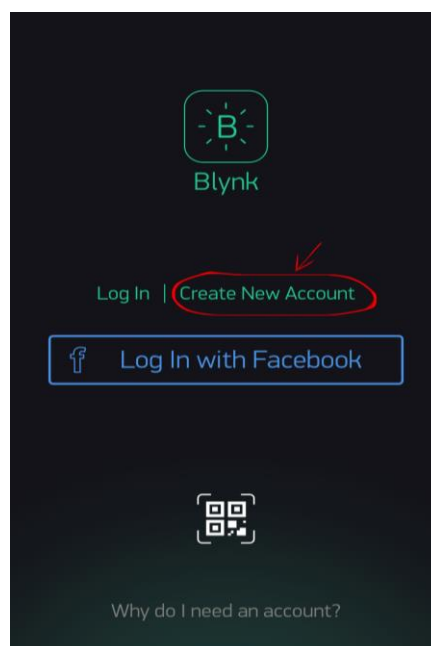 B
Blynk
Log In | Create New Account
f Log In with Facebook
Why do I need an account?